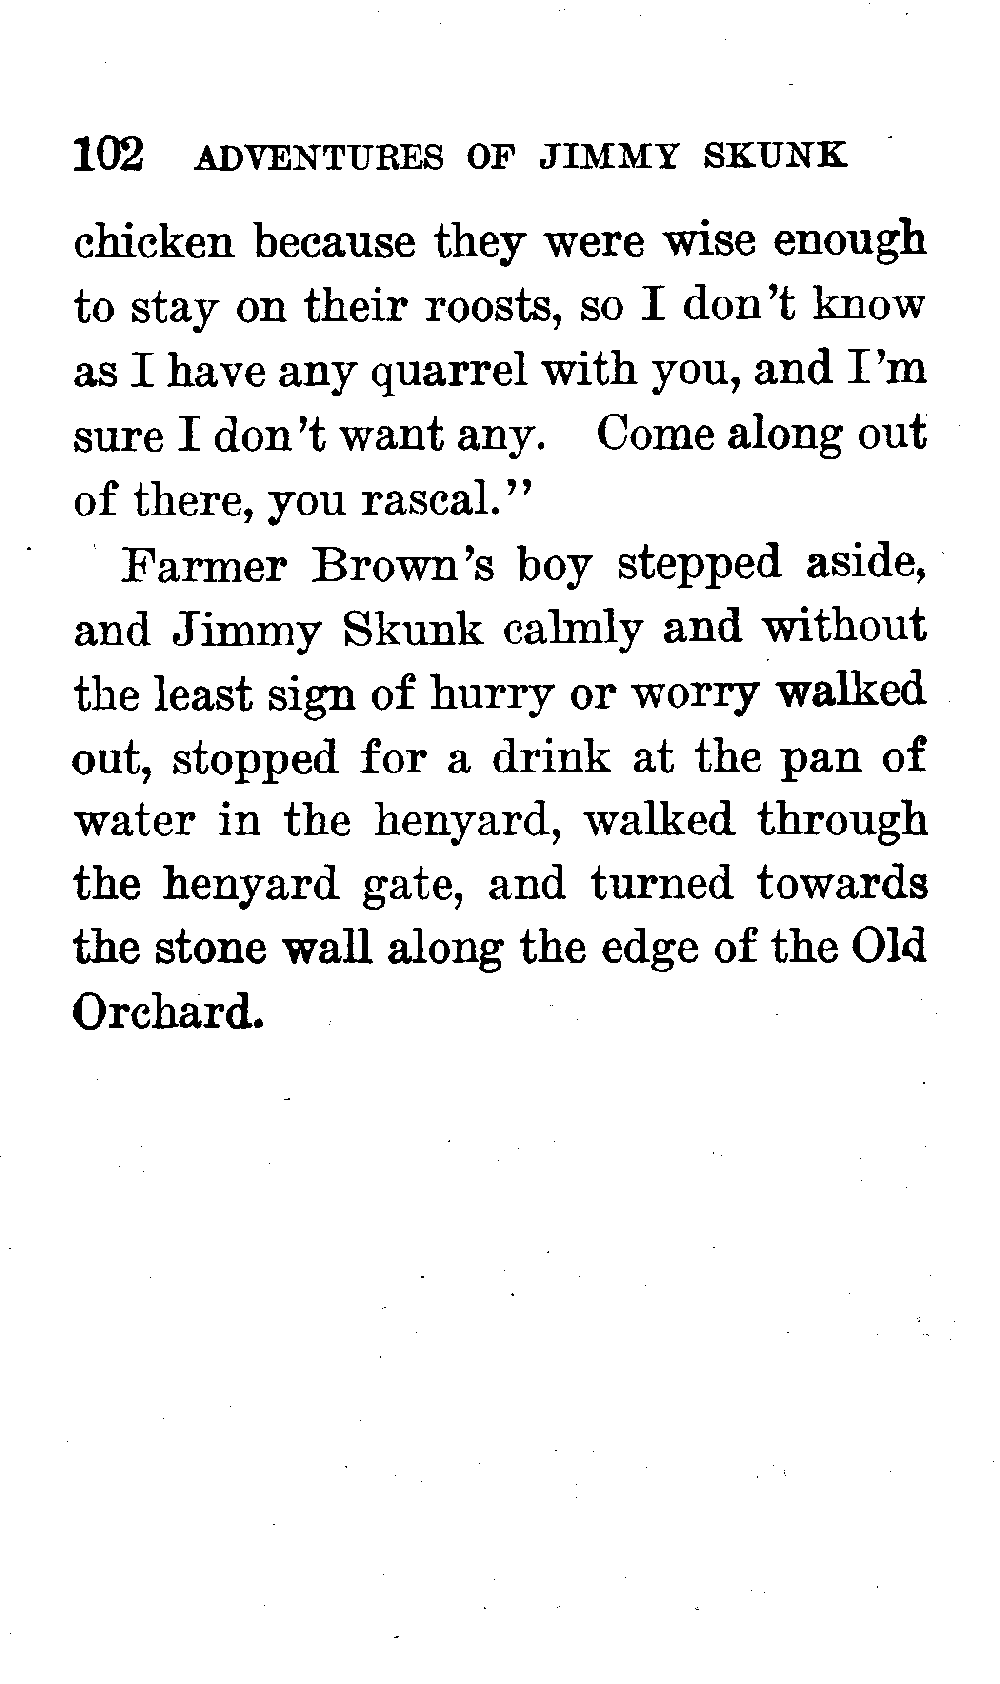 102 ADVENTURES OF JIMMY SKUNK
chicken because they were wise enough
to stay on their roosts, so I don't know
as I have any quarrel with you, and I'm
sure I don't want any. Come along out
of there, you rascal."
Farmer Brown's boy stepped aside,
and Jimmy Skunk calmly and without
the least sign of hurry or worry walked
out, stopped for a drink at the pan of
water in the henyard, walked through
the henyard gate, and turned towards
the stone wall along the edge of the Old
Orchard.